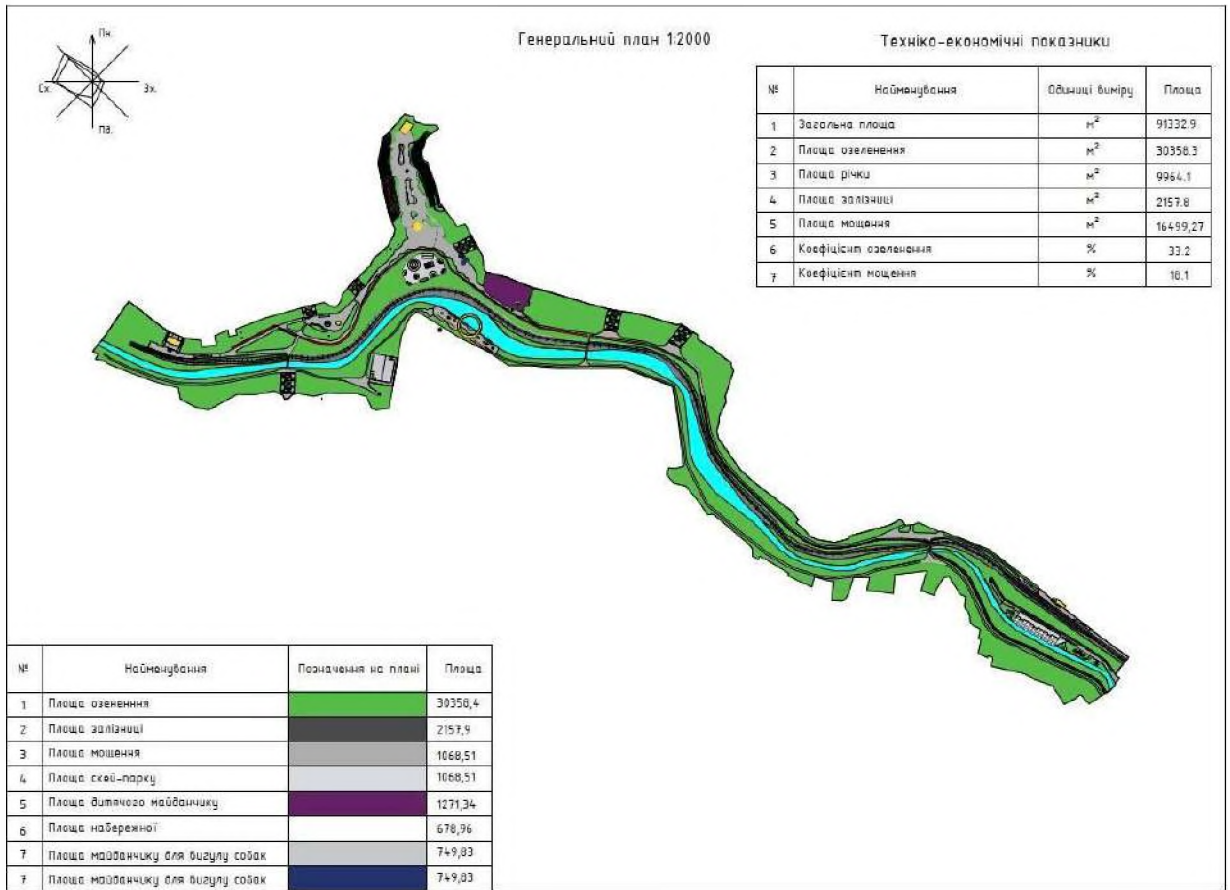 Генеральний план 1:2000
Пн.
Сх.
Зх.
Пд.
Техніко-економічні показники
№ Найменування Одиниці виміру Площа
1 Загальна площа м² 91332.9
2 Площа озеленення м² 30358.3
3 Площа річки м² 9964.1
4 Площа залізниці м² 2157.8
5 Площа мощення м² 16499,27
6 Коефіцієнт озеленення % 33.2
7 Коефіцієнт мощення % 18.1
№ Найменування Позначення на плані Площа
1 Площа озененння 30358,4
2 Площа залізниці 2157,9
3 Площа мощення 1068,51
4 Площа скей-парку 1068,51
5 Площа дитячого майданчику 1271,34
6 Площа набережної 678,96
7 Площа майданчику для вигулу собак 749,83
7 Площа майданчику для вигулу собак 749,83